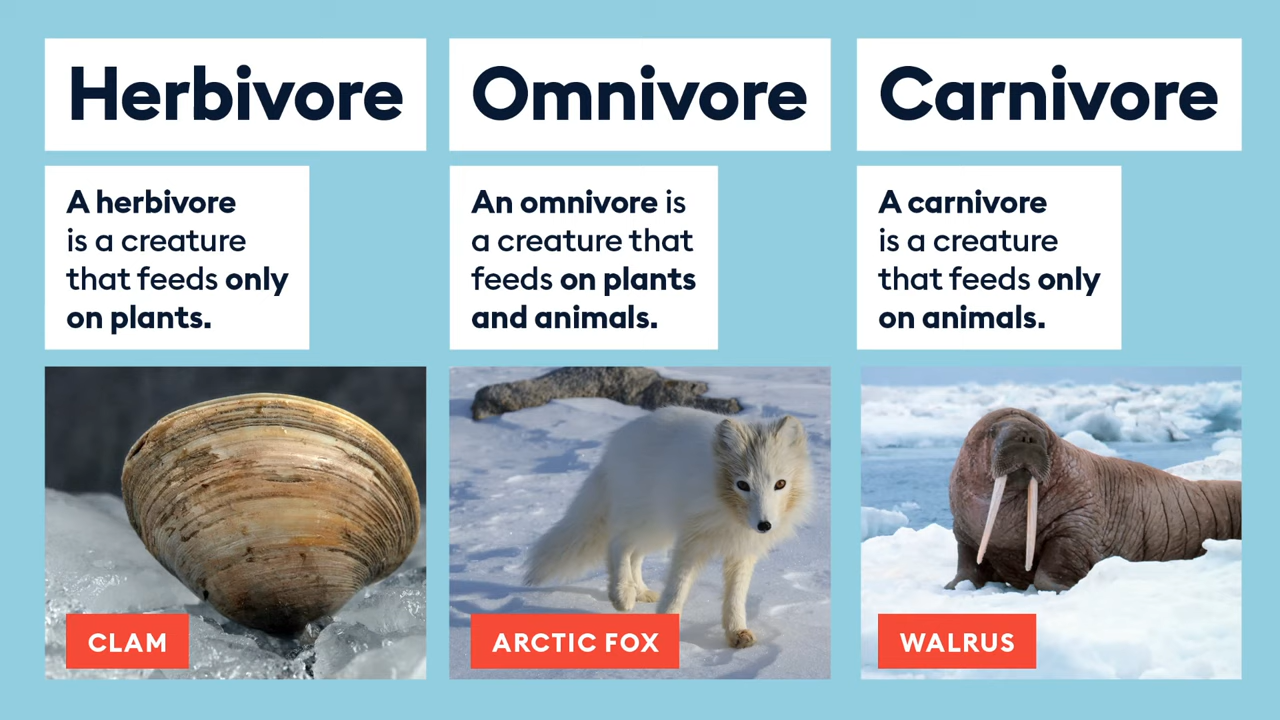 Herbivore
A herbivore
is a creature
that feeds only
on plants.
CLAM
Omnivore
An omnivore is
a creature that
feeds on plants
and animals.
ARCTIC FOX
Carnivore
A carnivore
is a creature
that feeds only
on animals.
WALRUS